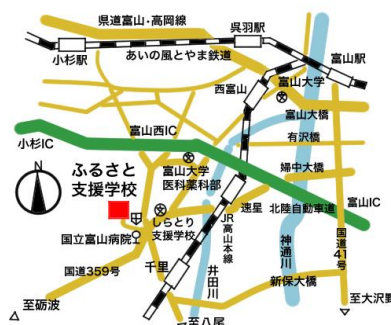 県道富山・高岡線
呉羽駅
富山駅
小杉駅
あいの風とやま鉄道
西富山
富山大学
富山大橋
小杉IC
富山西IC
有沢橋
N
ふるさと
支援学校
富山大学
医科薬科部
婦中大橋
速星
北陸自動車道
富山IC
しらとり
支援学校
国立富山病院
JR高山本線
井田川
神通川
国道41号
国道359号
千里
新保大橋
至砺波
至八尾
至大沢野